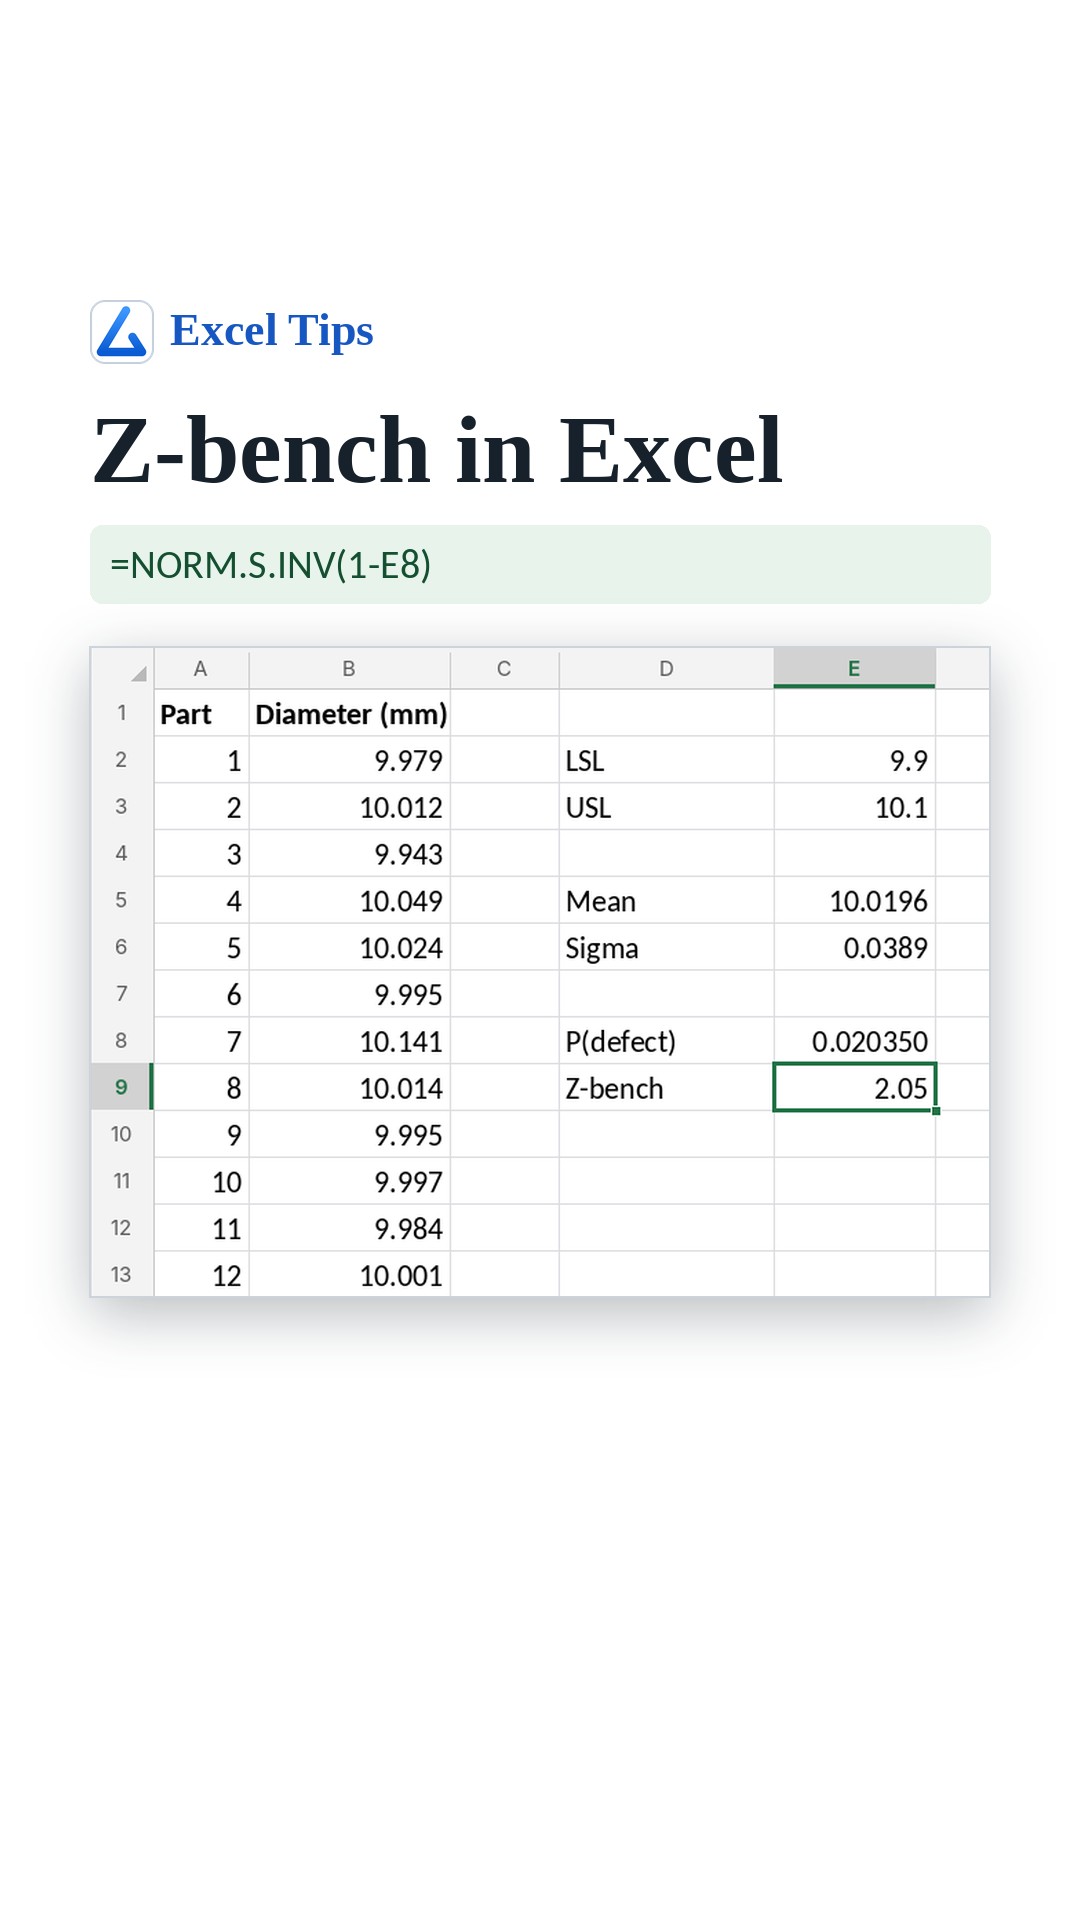 Excel Tips
Z-bench in Excel
=NORM.S.INV(1-E8)
A B C D E
1 Part Diameter (mm)
2 1 9.979 LSL 9.9
3 2 10.012 USL 10.1
4 3 9.943
5 4 10.049 Mean 10.0196
6 5 10.024 Sigma 0.0389
7 6 9.995
8 7 10.141 P(defect) 0.020350
9 8 10.014 Z-bench 2.05
10 9 9.995
11 10 9.997
12 11 9.984
13 12 10.001